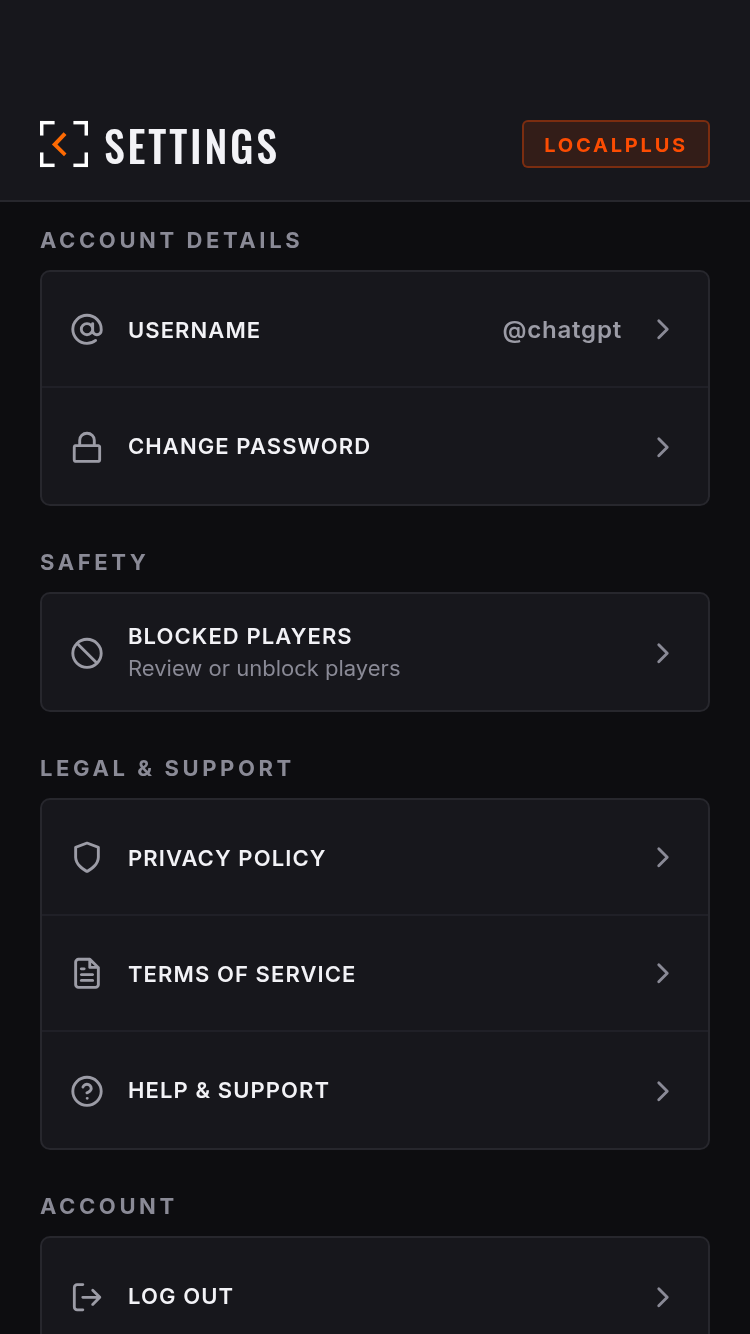 SETTINGS
LOCALPLUS
ACCOUNT DETAILS
USERNAME
@chatgpt
CHANGE PASSWORD
SAFETY
BLOCKED PLAYERS
Review or unblock players
LEGAL & SUPPORT
PRIVACY POLICY
TERMS OF SERVICE
HELP & SUPPORT
ACCOUNT
LOG OUT